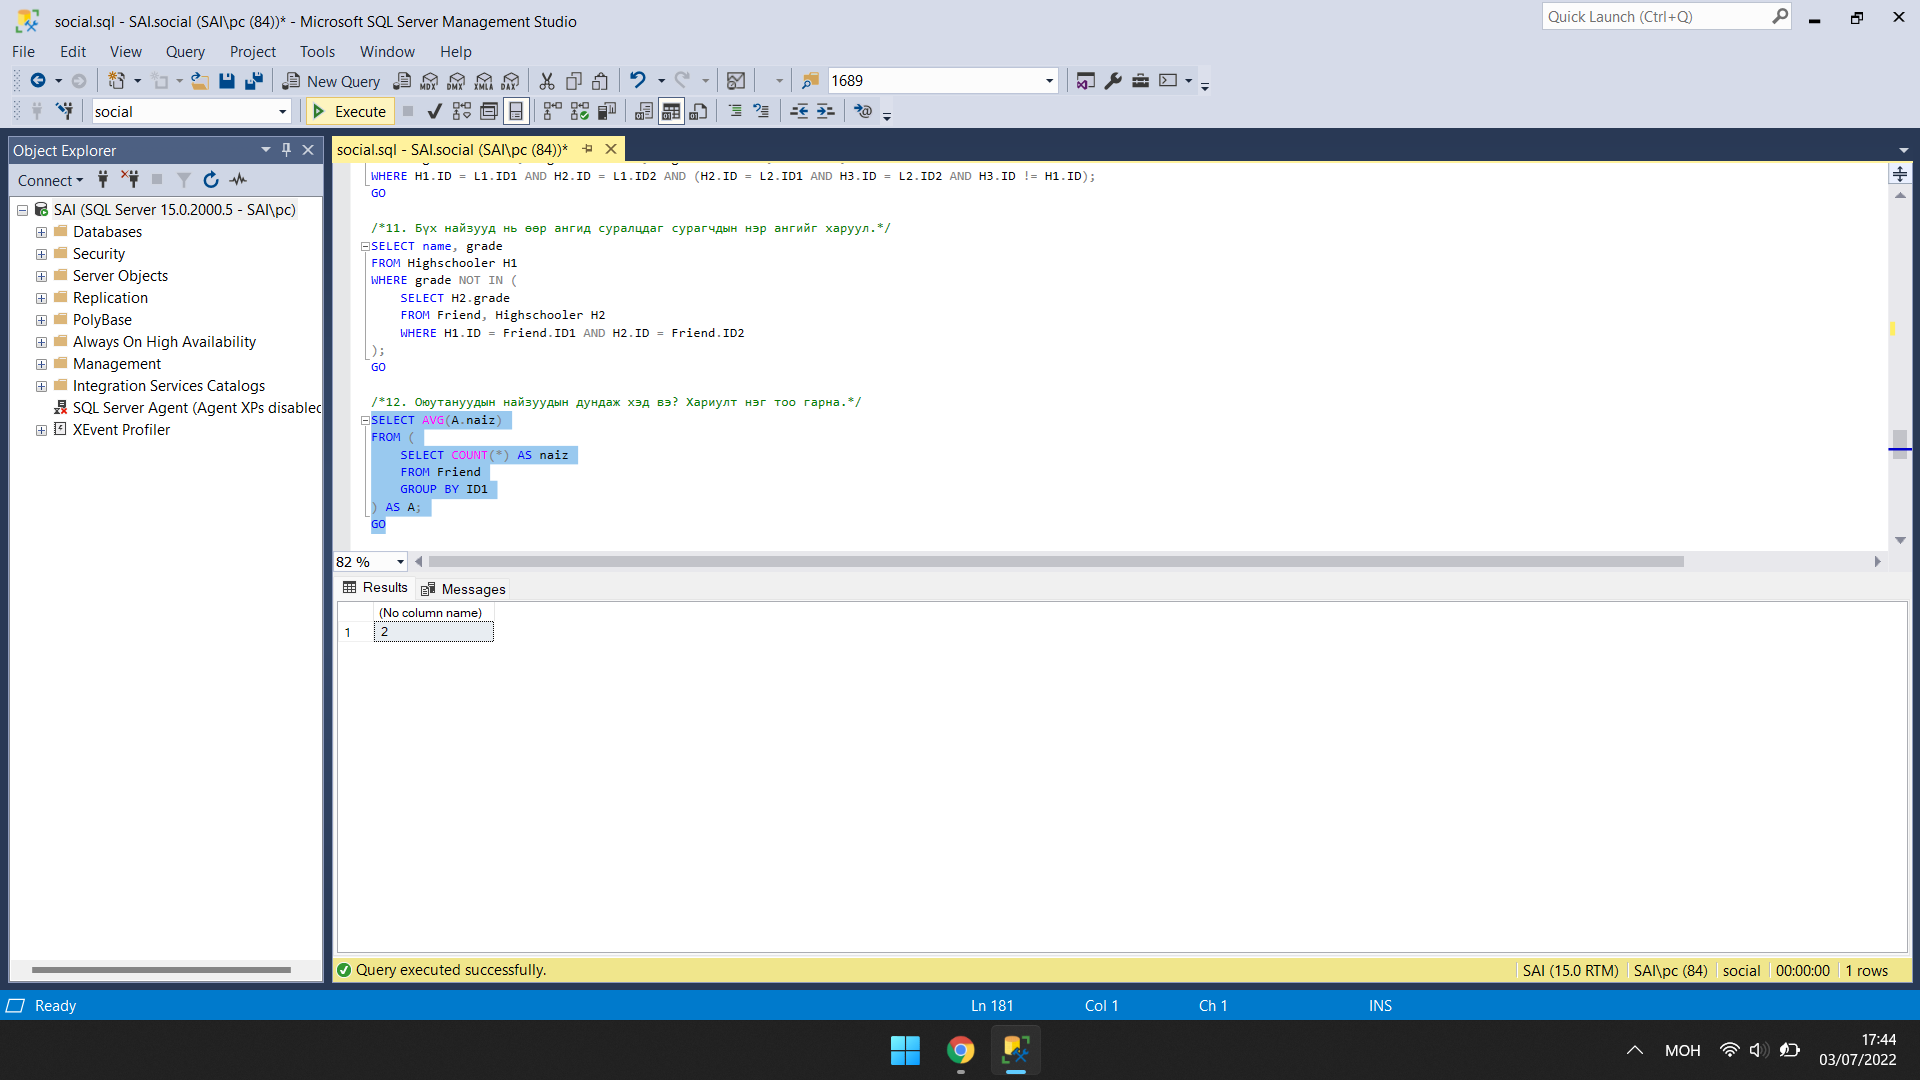 social.sql - SAI.social (SAI\pc (84))* - Microsoft SQL Server Management Studio
Quick Launch (Ctrl+Q)
File Edit View Query Project Tools Window Help
New Query MDX DMX XMLA DAX 1689
social Execute
Object Explorer
social.sql - SAI.social (SAI\pc (84))*
Connect
SAI (SQL Server 15.0.2000.5 - SAI\pc)
Databases
Security
Server Objects
Replication
PolyBase
Always On High Availability
Management
Integration Services Catalogs
SQL Server Agent (Agent XPs disabled
XEvent Profiler
WHERE H1.ID = L1.ID1 AND H2.ID = L1.ID2 AND (H2.ID = L2.ID1 AND H3.ID = L2.ID2 AND H3.ID != H1.ID);
GO
/*11. Бүх найзууд нь өөр ангид суралцдаг сурагчдын нэр ангийг харуул.*/
SELECT name, grade
FROM Highschooler H1
WHERE grade NOT IN (
SELECT H2.grade
FROM Friend, Highschooler H2
WHERE H1.ID = Friend.ID1 AND H2.ID = Friend.ID2
);
GO
/*12. Оюутануудын найзуудын дундаж хэд вэ? Хариулт нэг тоо гарна.*/
SELECT AVG(A.naiz)
FROM (
SELECT COUNT(*) AS naiz
FROM Friend
GROUP BY ID1
) AS A;
GO
82 %
Results Messages
(No column name)
1 2
Query executed successfully.
SAI (15.0 RTM) SAI\pc (84) social 00:00:00 1 rows
Ready Ln 181 Col 1 Ch 1 INS
МОН
17:44
03/07/2022